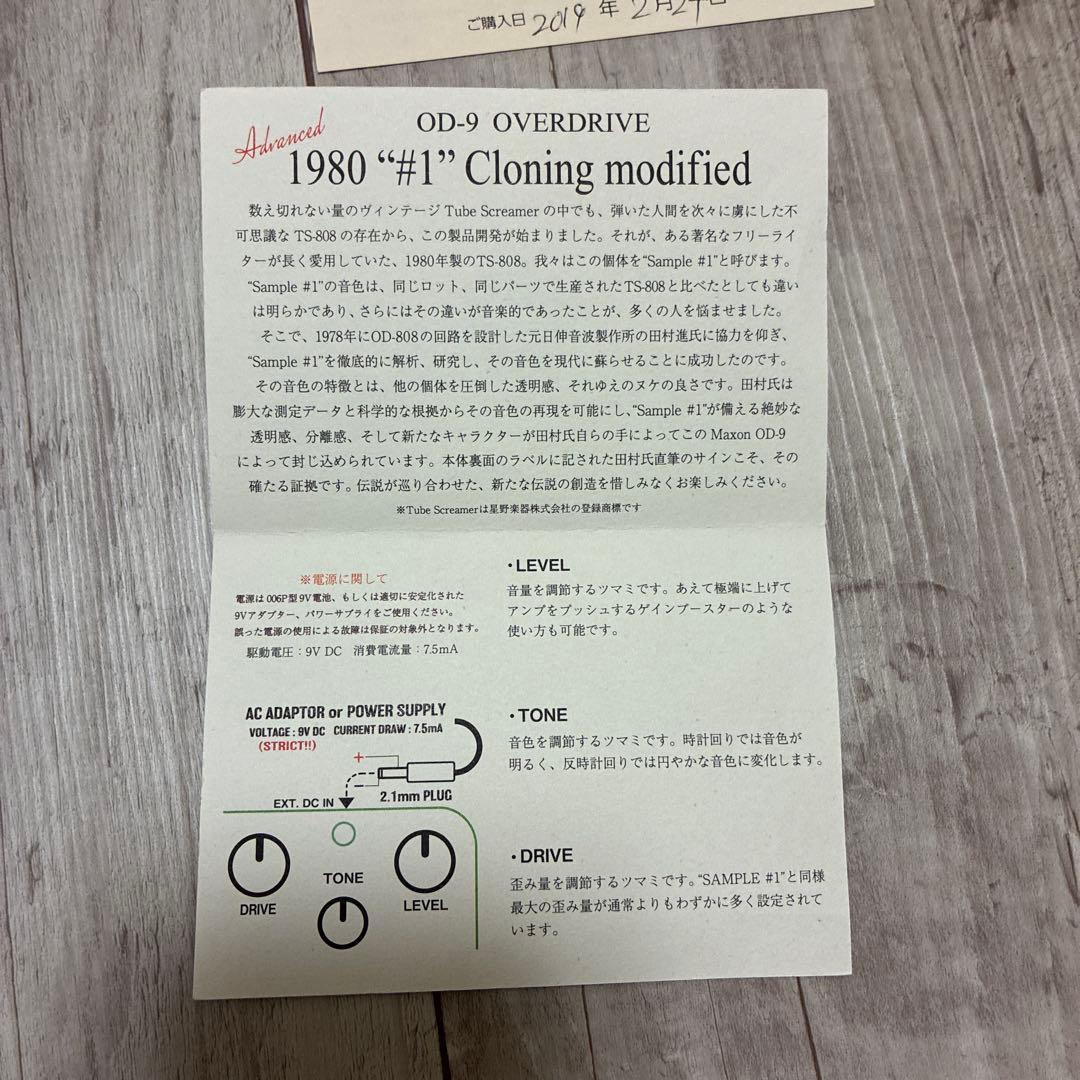 ご購入日 2019 年 2月24日
Advanced
OD-9 OVERDRIVE
1980 “#1” Cloning modified
数え切れない量のヴィンテージ Tube Screamer の中でも、弾いた人間を次々に虜にした不
可思議な TS-808 の存在から、この製品開発が始まりました。それが、ある著名なフリーライ
ターが長く愛用していた、1980年製のTS-808。我々はこの個体を“Sample #1”と呼びます。
“Sample #1”の音色は、同じロット、同じパーツで生産されたTS-808と比べたとしても違い
は明らかであり、さらにはその違いが音楽的であったことが、多くの人を悩ませました。
そこで、1978年にOD-808の回路を設計した元日伸音波製作所の田村進氏に協力を仰ぎ、
“Sample #1”を徹底的に解析、研究し、その音色を現代に蘇らせることに成功したのです。
その音色の特徴とは、他の個体を圧倒した透明感、それゆえのヌケの良さです。田村氏は
膨大な測定データと科学的な根拠からその音色の再現を可能にし、“Sample #1”が備える絶妙な
透明感、分離感、そして新たなキャラクターが田村氏自らの手によってこの Maxon OD-9
によって封じ込められています。本体裏面のラベルに記された田村氏直筆のサインこそ、その
確たる証拠です。伝説が巡り合わせた、新たな伝説の創造を惜しみなくお楽しみください。
※Tube Screamerは星野楽器株式会社の登録商標です
※電源に関して
電源は 006P型 9V 電池、もしくは適切に安定化された
9Vアダプター、パワーサプライをご使用ください。
誤った電源の使用による故障は保証の対象外となります。
駆動電圧：9V DC 消費電流量：7.5mA
AC ADAPTOR or POWER SUPPLY
VOLTAGE : 9V DC CURRENT DRAW : 7.5mA
(STRICT!!)
+
−
2.1mm PLUG
EXT. DC IN
DRIVE
TONE
LEVEL
・LEVEL
音量を調節するツマミです。あえて極端に上げて
アンプをプッシュするゲインブースターのような
使い方も可能です。
・TONE
音色を調節するツマミです。時計回りでは音色が
明るく、反時計回りでは円やかな音色に変化します。
・DRIVE
歪み量を調節するツマミです。“SAMPLE #1”と同様
最大の歪み量が通常よりもわずかに多く設定されて
います。